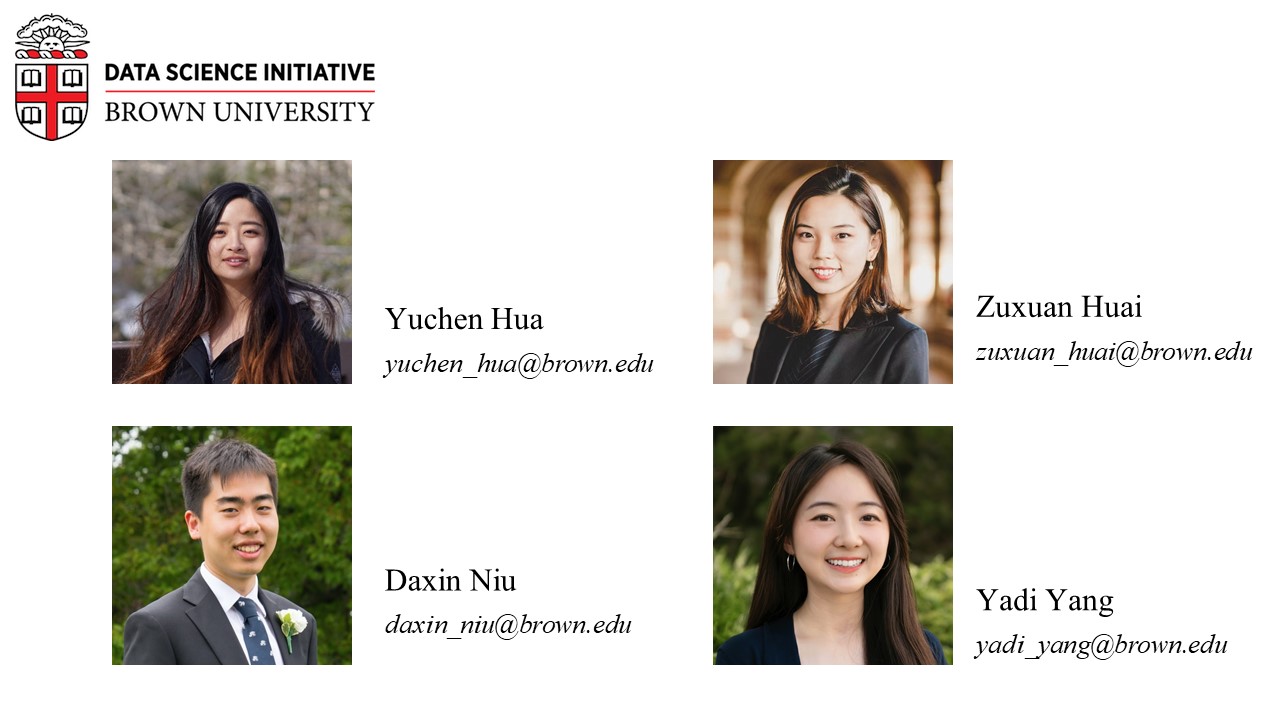 DATA SCIENCE INITIATIVE
BROWN UNIVERSITY
Yuchen Hua
yuchen_hua@brown.edu
Zuxuan Huai
zuxuan_huai@brown.edu
Daxin Niu
daxin_niu@brown.edu
Yadi Yang
yadi_yang@brown.edu